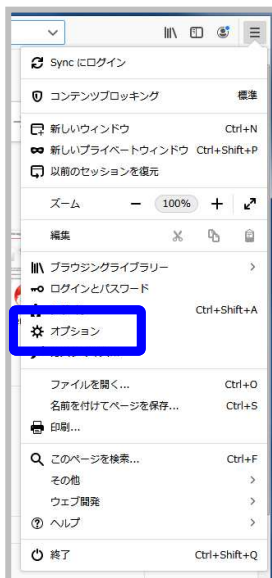 Sync にログイン
コンテンツブロッキング 標準
新しいウィンドウ Ctrl+N
新しいプライベートウィンドウ Ctrl+Shift+P
以前のセッションを復元
ズーム 100%
編集
ブラウジングライブラリー
ログインとパスワード
Ctrl+Shift+A
オプション
ファイルを開く... Ctrl+O
名前を付けてページを保存... Ctrl+S
印刷...
このページを検索... Ctrl+F
その他
ウェブ開発
ヘルプ
終了 Ctrl+Shift+Q